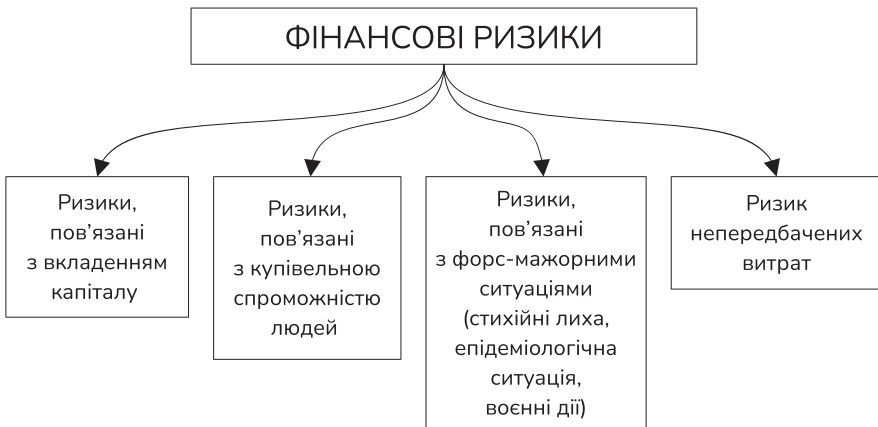 ФІНАНСОВІ РИЗИКИ
Ризики,
пов’язані
з вкладенням
капіталу
Ризики,
пов’язані
з купівельною
спроможністю
людей
Ризики,
пов’язані
з форс-мажорними
ситуаціями
(стихійні лиха,
епідеміологічна
ситуація,
воєнні дії)
Ризик
непередбачених
витрат